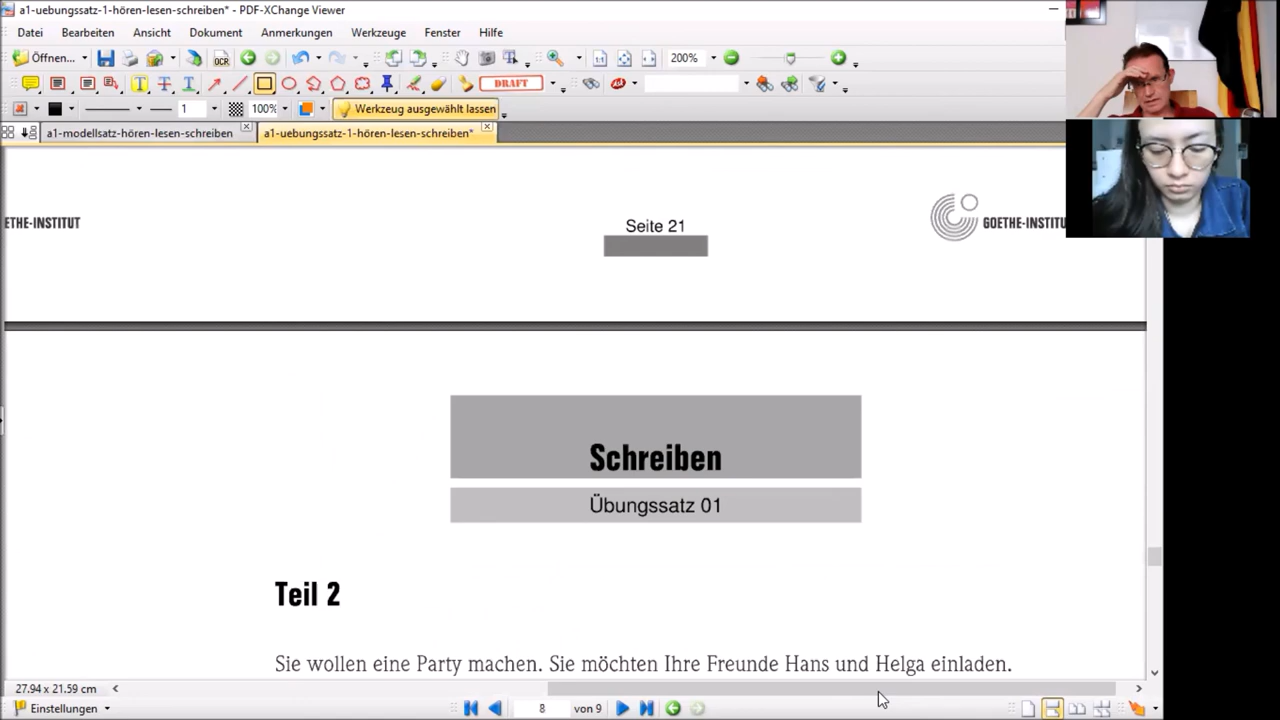 a1-uebungssatz-1-hören-lesen-schreiben* - PDF-XChange Viewer
Datei Bearbeiten Ansicht Dokument Anmerkungen Werkzeuge Fenster Hilfe
Öffnen... OCR 200%
DRAFT
1 100% Werkzeug ausgewählt lassen
a1-modellsatz-hören-lesen-schreiben a1-uebungssatz-1-hören-lesen-schreiben*
ETHE-INSTITUT
Seite 21
GOETHE-INSTITU
Schreiben
Übungssatz 01
Teil 2
Sie wollen eine Party machen. Sie möchten Ihre Freunde Hans und Helga einladen.
27.94 x 21.59 cm
Einstellungen 8 von 9